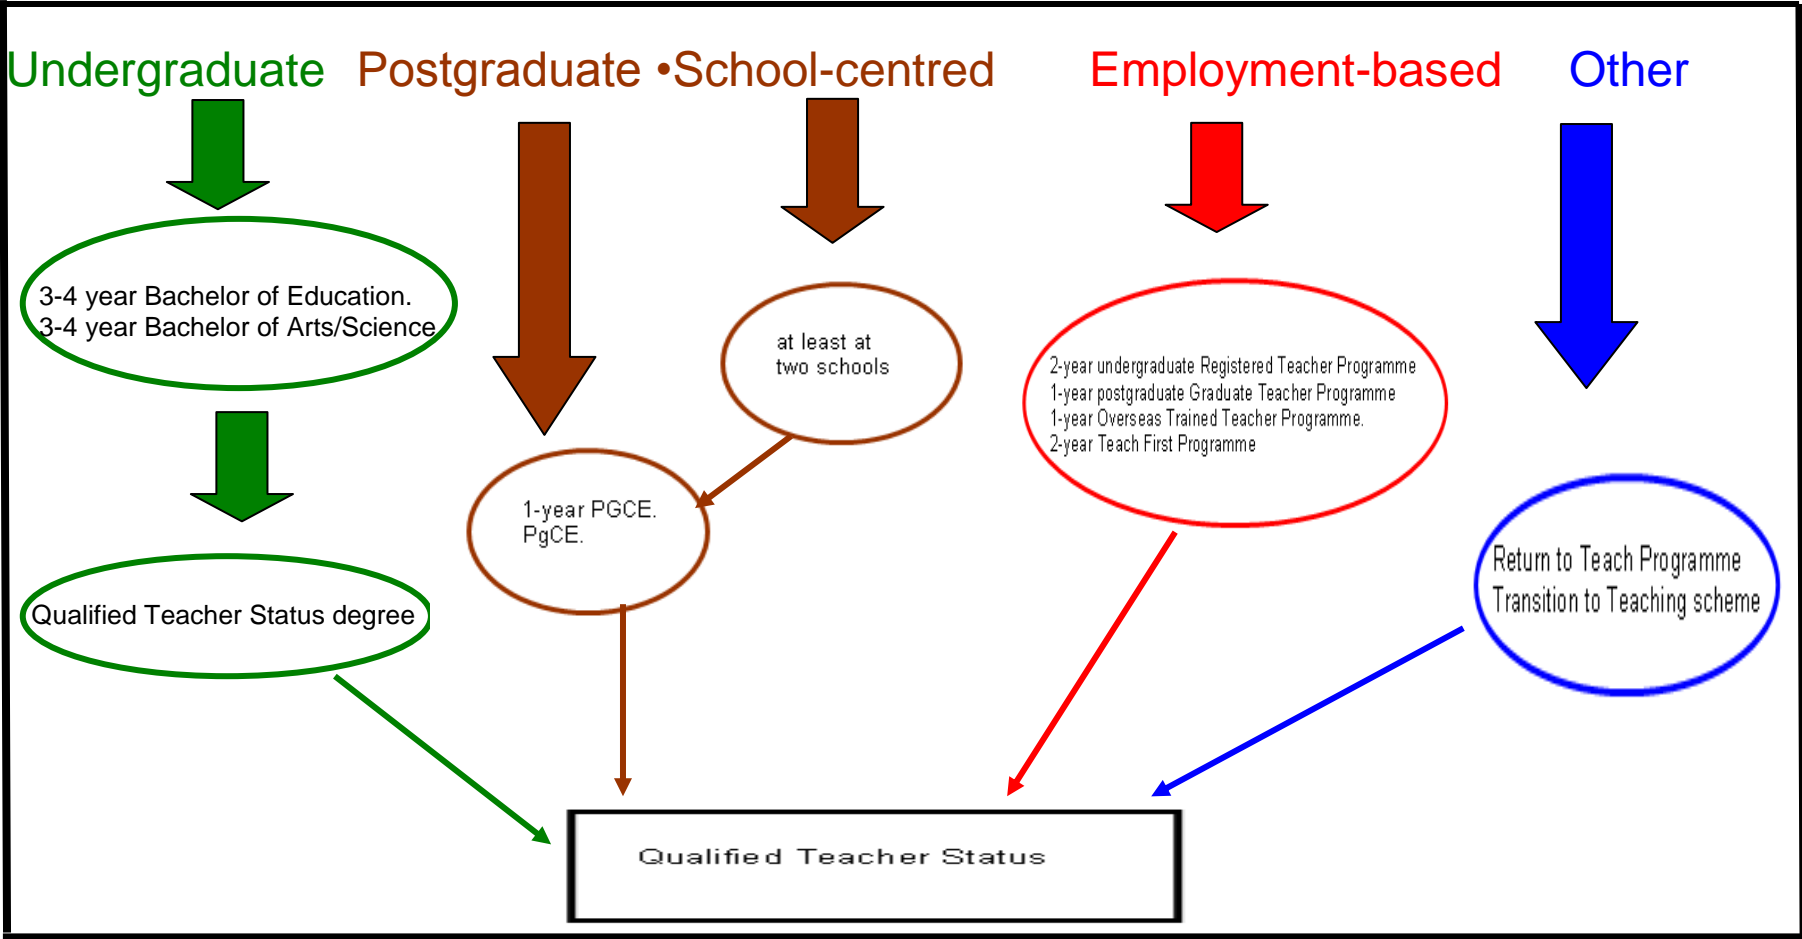 Undergraduate
Postgraduate
•School-centred
Employment-based
Other
3-4 year Bachelor of Education.
3-4 year Bachelor of Arts/Science
at least at
two schools
2-year undergraduate Registered Teacher Programme
1-year postgraduate Graduate Teacher Programme
1-year Overseas Trained Teacher Programme.
2-year Teach First Programme
1-year PGCE.
PgCE.
Return to Teach Programme
Transition to Teaching scheme
Qualified Teacher Status degree
Qualified Teacher Status